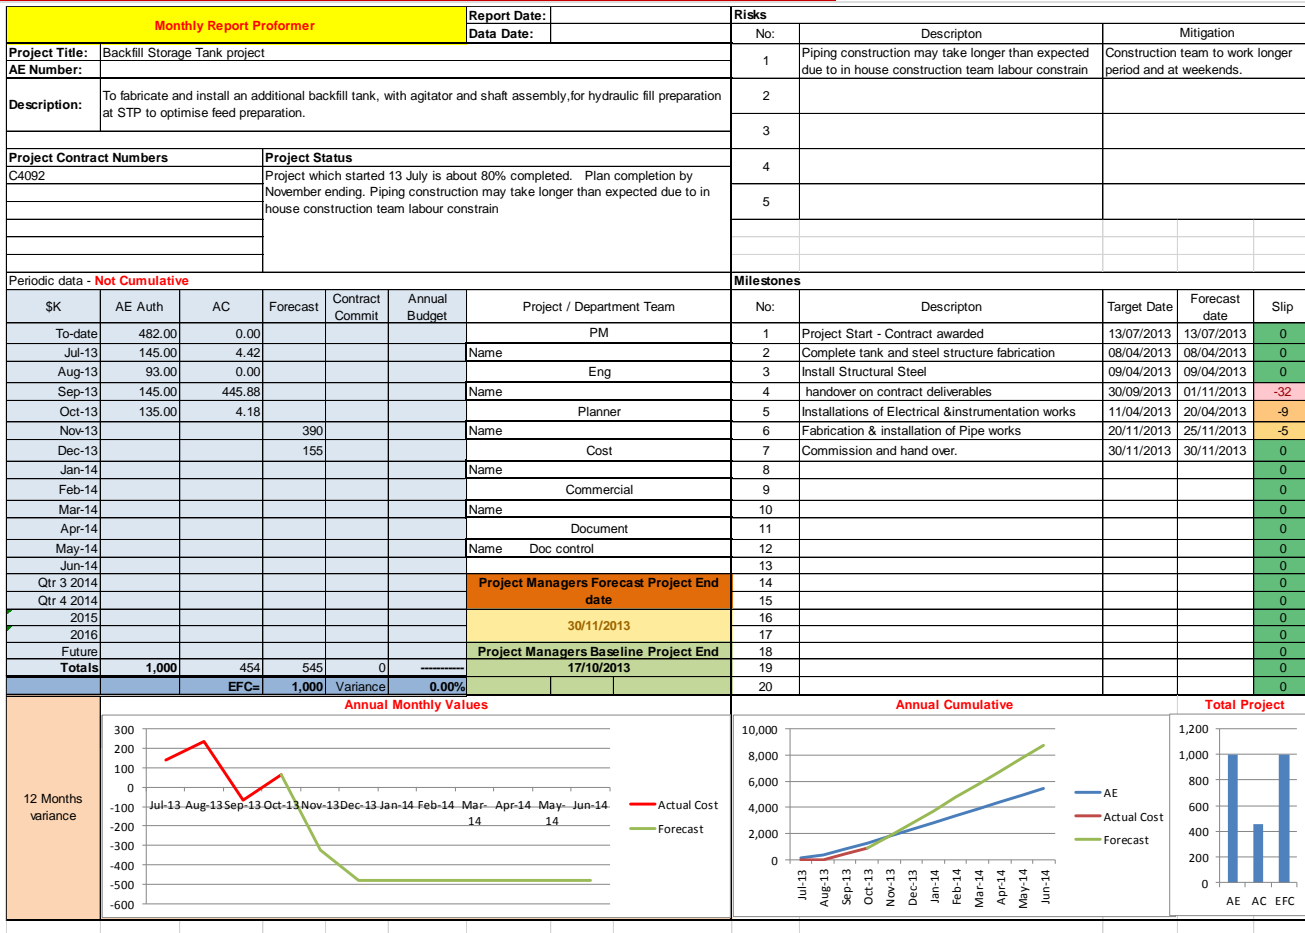 Monthly Report Proformer
Report Date:
Data Date:
Project Title: Backfill Storage Tank project
AE Number:
Description: To fabricate and install an additional backfill tank, with agitator and shaft assembly,for hydraulic fill preparation
at STP to optimise feed preparation.
Project Contract Numbers
C4092
Project Status
Project which started 13 July is about 80% completed. Plan completion by
November ending. Piping construction may take longer than expected due to in
house construction team labour constrain
Risks
No: Descripton Mitigation
1 Piping construction may take longer than expected
due to in house construction team labour constrain
Construction team to work longer
period and at weekends.
2
3
4
5
Periodic data - Not Cumulative
$K AE Auth AC Forecast Contract Commit Annual Budget
To-date 482.00 0.00
Jul-13 145.00 4.42
Aug-13 93.00 0.00
Sep-13 145.00 445.88
Oct-13 135.00 4.18
Nov-13 390
Dec-13 155
Jan-14
Feb-14
Mar-14
Apr-14
May-14
Jun-14
Qtr 3 2014
Qtr 4 2014
2015
2016
Future
Totals 1,000 454 545 0 -----------
EFC= 1,000 Variance 0.00%
Project / Department Team
PM
Name
Eng
Name
Planner
Name
Cost
Name
Commercial
Name
Document
Name Doc control
Project Managers Forecast Project End
date
30/11/2013
Project Managers Baseline Project End
17/10/2013
Milestones
No: Descripton Target Date Forecast date Slip
1 Project Start - Contract awarded 13/07/2013 13/07/2013 0
2 Complete tank and steel structure fabrication 08/04/2013 08/04/2013 0
3 Install Structural Steel 09/04/2013 09/04/2013 0
4 handover on contract deliverables 30/09/2013 01/11/2013 -32
5 Installations of Electrical &instrumentation works 11/04/2013 20/04/2013 -9
6 Fabrication & installation of Pipe works 20/11/2013 25/11/2013 -5
7 Commission and hand over. 30/11/2013 30/11/2013 0
8 0
9 0
10 0
11 0
12 0
13 0
14 0
15 0
16 0
17 0
18 0
19 0
20 0
12 Months
variance
Annual Monthly Values
300
200
100
0
-100
-200
-300
-400
-500
-600
Jul-13 Aug-13 Sep-13 Oct-13 Nov-13 Dec-13 Jan-14 Feb-14 Mar-14 Apr-14 May-14 Jun-14
Actual Cost
Forecast
Annual Cumulative
10,000
8,000
6,000
4,000
2,000
0
Jul-13 Aug-13 Sep-13 Oct-13 Nov-13 Dec-13 Jan-14 Feb-14 Mar-14 Apr-14 May-14 Jun-14
AE
Actual Cost
Forecast
Total Project
1,200
1,000
800
600
400
200
0
AE AC EFC